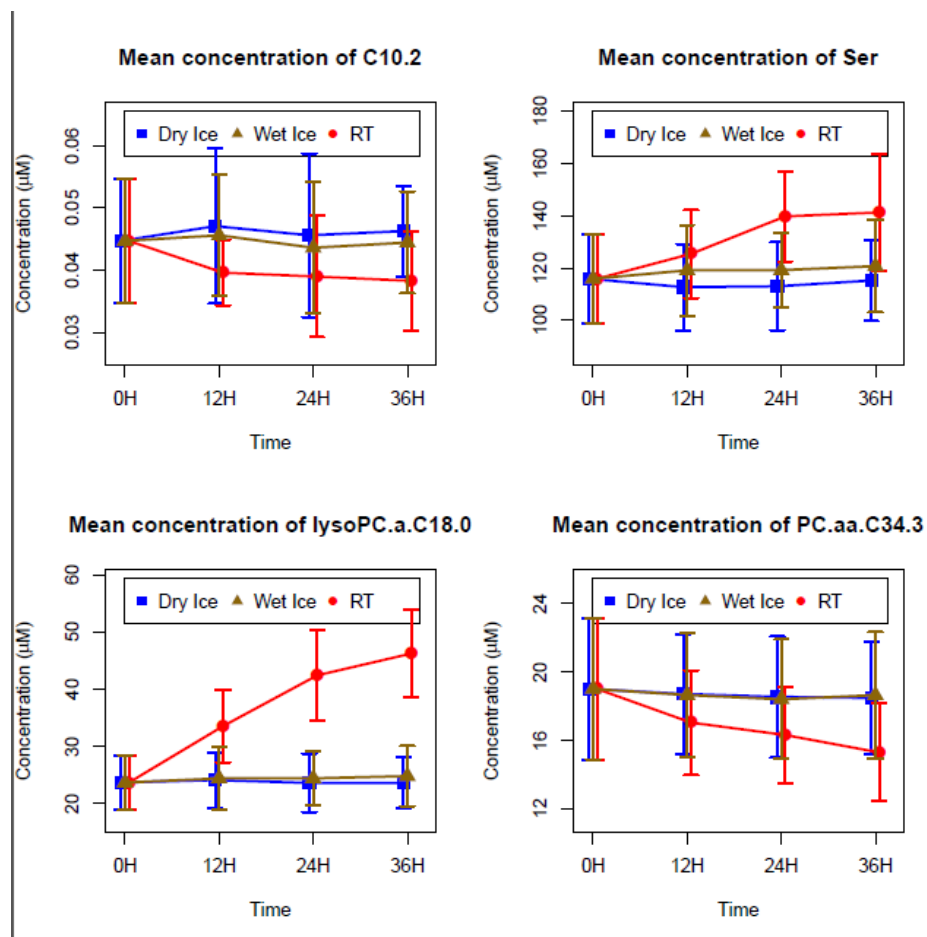 Mean concentration of C10.2
Dry Ice Wet Ice RT
Concentration (µM)
0.06
0.05
0.04
0.03
0H 12H 24H 36H
Time
Mean concentration of Ser
Dry Ice Wet Ice RT
Concentration (µM)
180
160
140
120
100
0H 12H 24H 36H
Time
Mean concentration of lysoPC.a.C18.0
Dry Ice Wet Ice RT
Concentration (µM)
60
50
40
30
20
0H 12H 24H 36H
Time
Mean concentration of PC.aa.C34.3
Dry Ice Wet Ice RT
Concentration (µM)
24
20
16
12
0H 12H 24H 36H
Time